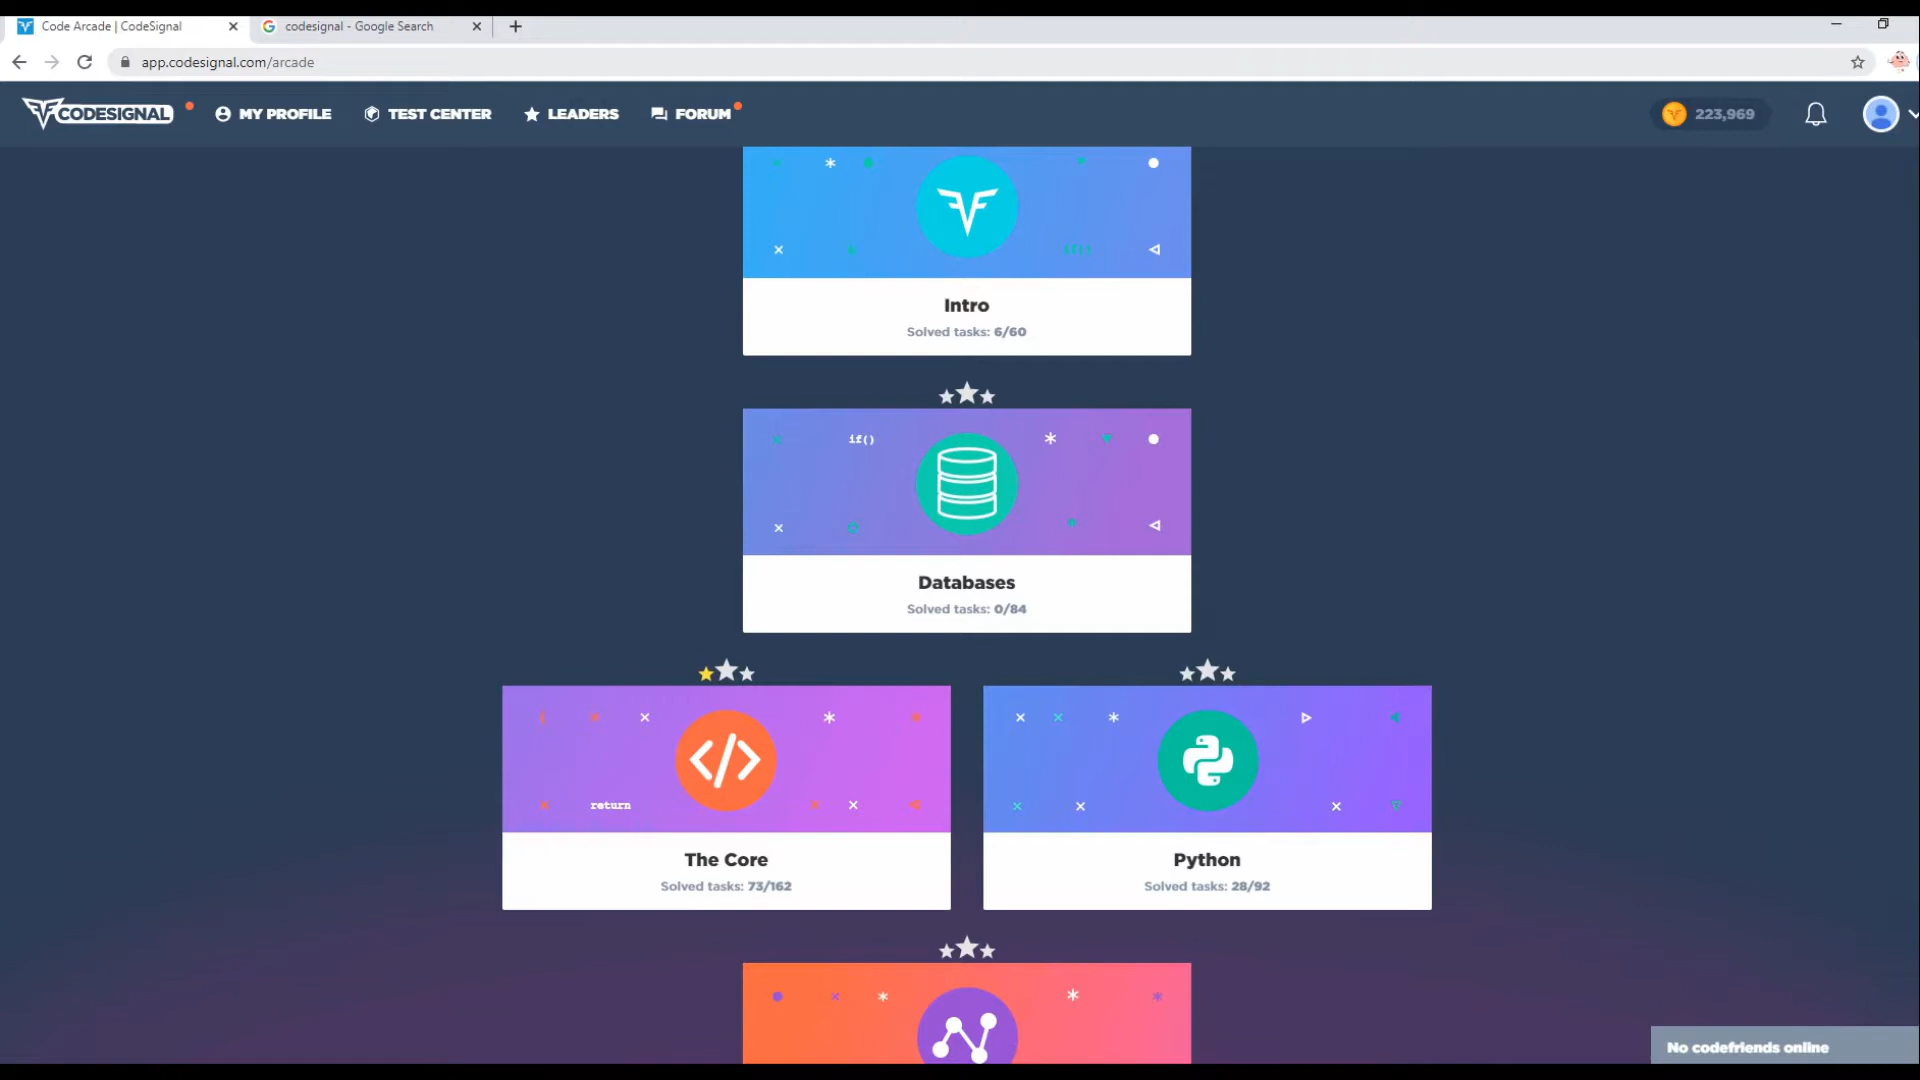 Code Arcade | CodeSignal
codesignal - Google Search
app.codesignal.com/arcade
CODESIGNAL
MY PROFILE
TEST CENTER
LEADERS
FORUM
223,969
if()
Intro
Solved tasks: 6/60
if()
Databases
Solved tasks: 0/84
return
The Core
Solved tasks: 73/162
Python
Solved tasks: 28/92
No codefriends online